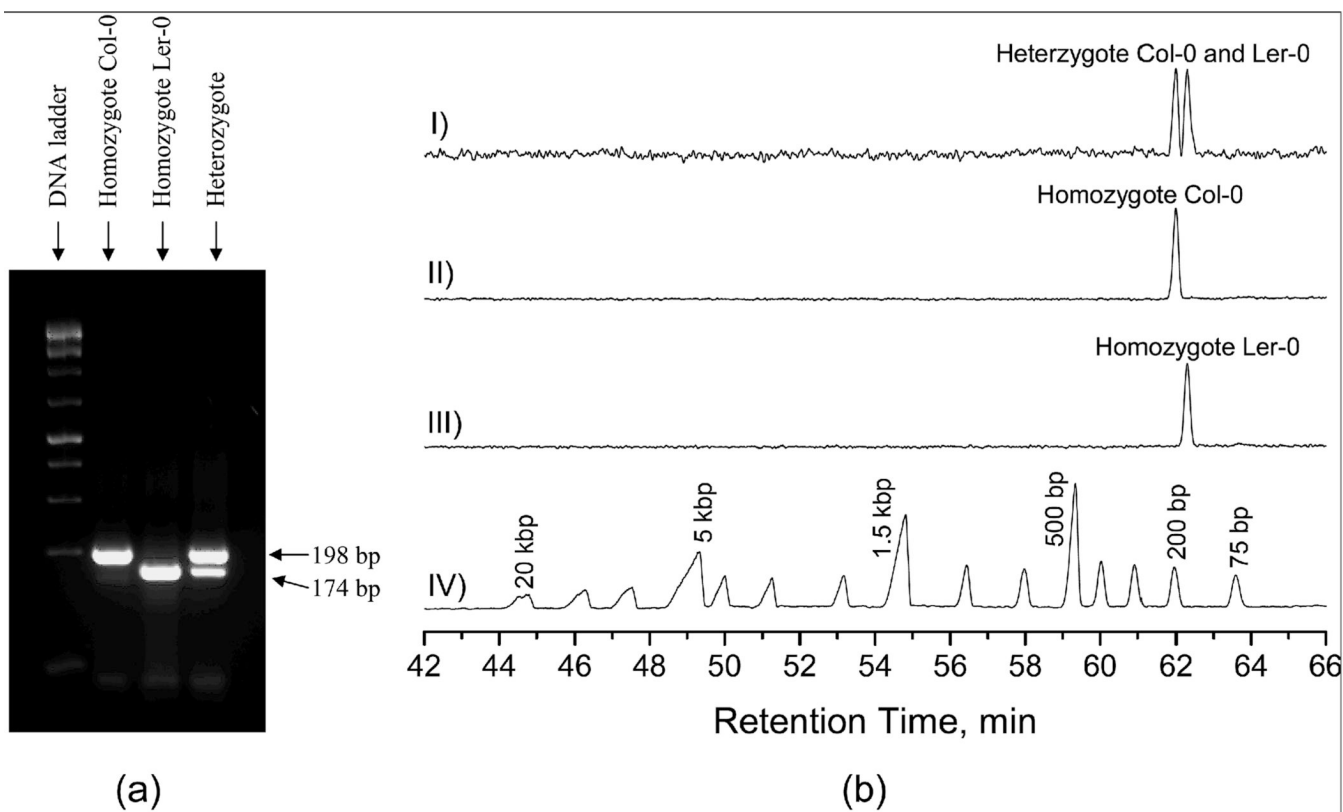 DNA ladder
Homozygote Col-0
Homozygote Ler-0
Heterozygote
198 bp
174 bp
(a)
Heterzygote Col-0 and Ler-0
I)
Homozygote Col-0
II)
Homozygote Ler-0
III)
20 kbp
5 kbp
1.5 kbp
500 bp
200 bp
75 bp
IV)
42 44 46 48 50 52 54 56 58 60 62 64 66
Retention Time, min
(b)